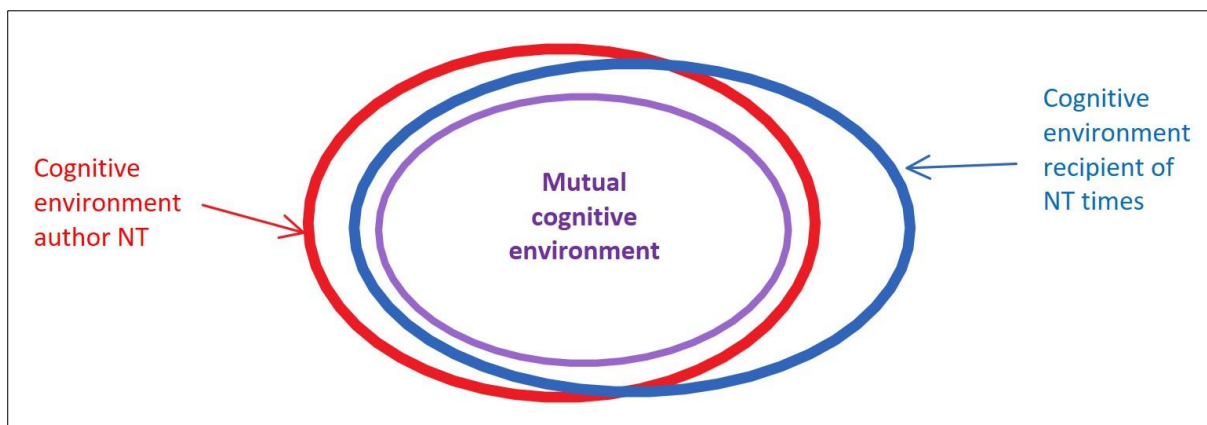 Cognitive
environment
author NT
Mutual
cognitive
environment
Cognitive
environment
recipient of
NT times